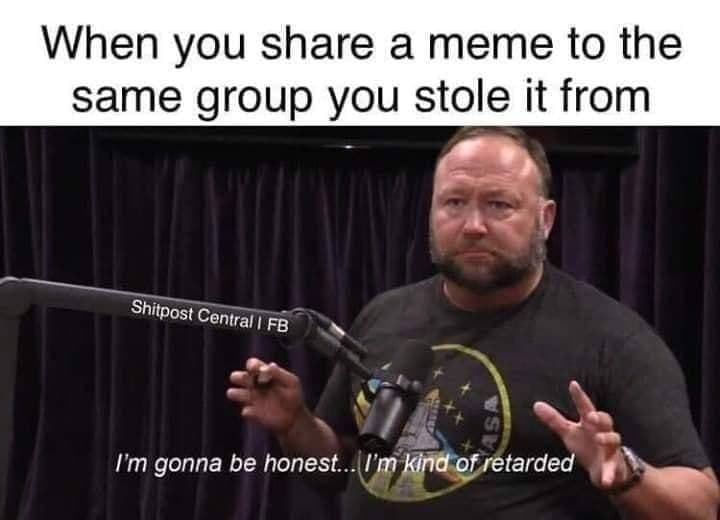 When you share a meme to the
same group you stole it from
Shitpost Central | FB
ASA
I'm gonna be honest... I'm kind of retarded